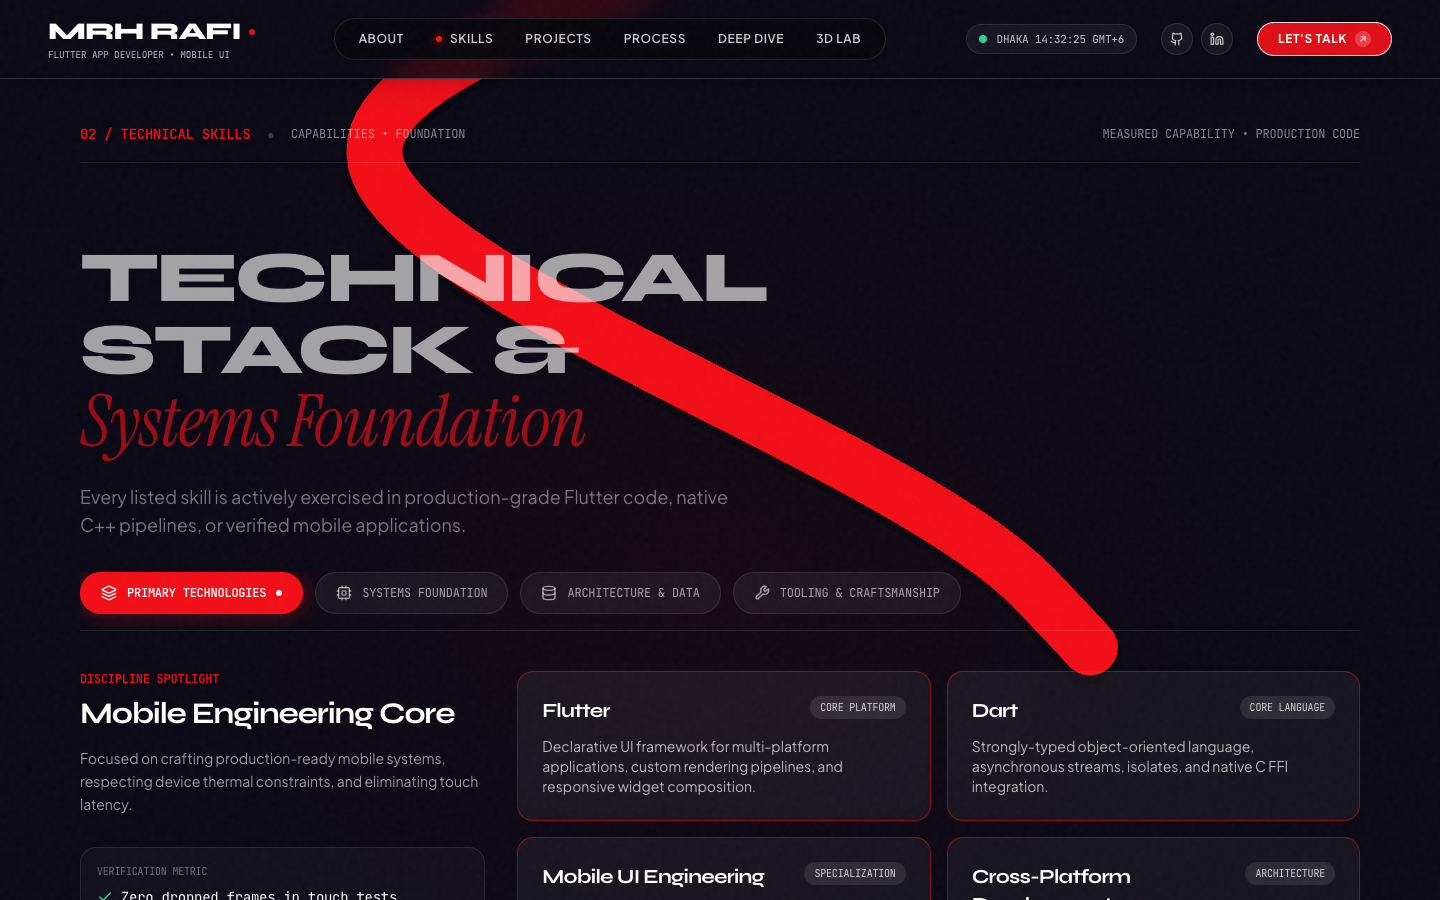 MRH RAFI
FLUTTER APP DEVELOPER • MOBILE UI
ABOUT
SKILLS
PROJECTS
PROCESS
DEEP DIVE
3D LAB
DHAKA 14:32:25 GMT+6
LET'S TALK
02 / TECHNICAL SKILLS
CAPABILITIES • FOUNDATION
MEASURED CAPABILITY • PRODUCTION CODE
TECHNICAL
STACK &
Systems Foundation
Every listed skill is actively exercised in production-grade Flutter code, native
C++ pipelines, or verified mobile applications.
PRIMARY TECHNOLOGIES
SYSTEMS FOUNDATION
ARCHITECTURE & DATA
TOOLING & CRAFTSMANSHIP
DISCIPLINE SPOTLIGHT
Mobile Engineering Core
Focused on crafting production-ready mobile systems,
respecting device thermal constraints, and eliminating touch
latency.
VERIFICATION METRIC
Zero dropped frames in touch tests
Flutter
CORE PLATFORM
Declarative UI framework for multi-platform
applications, custom rendering pipelines, and
responsive widget composition.
Dart
CORE LANGUAGE
Strongly-typed object-oriented language,
asynchronous streams, isolates, and native C FFI
integration.
Mobile UI Engineering
SPECIALIZATION
Cross-Platform
ARCHITECTURE